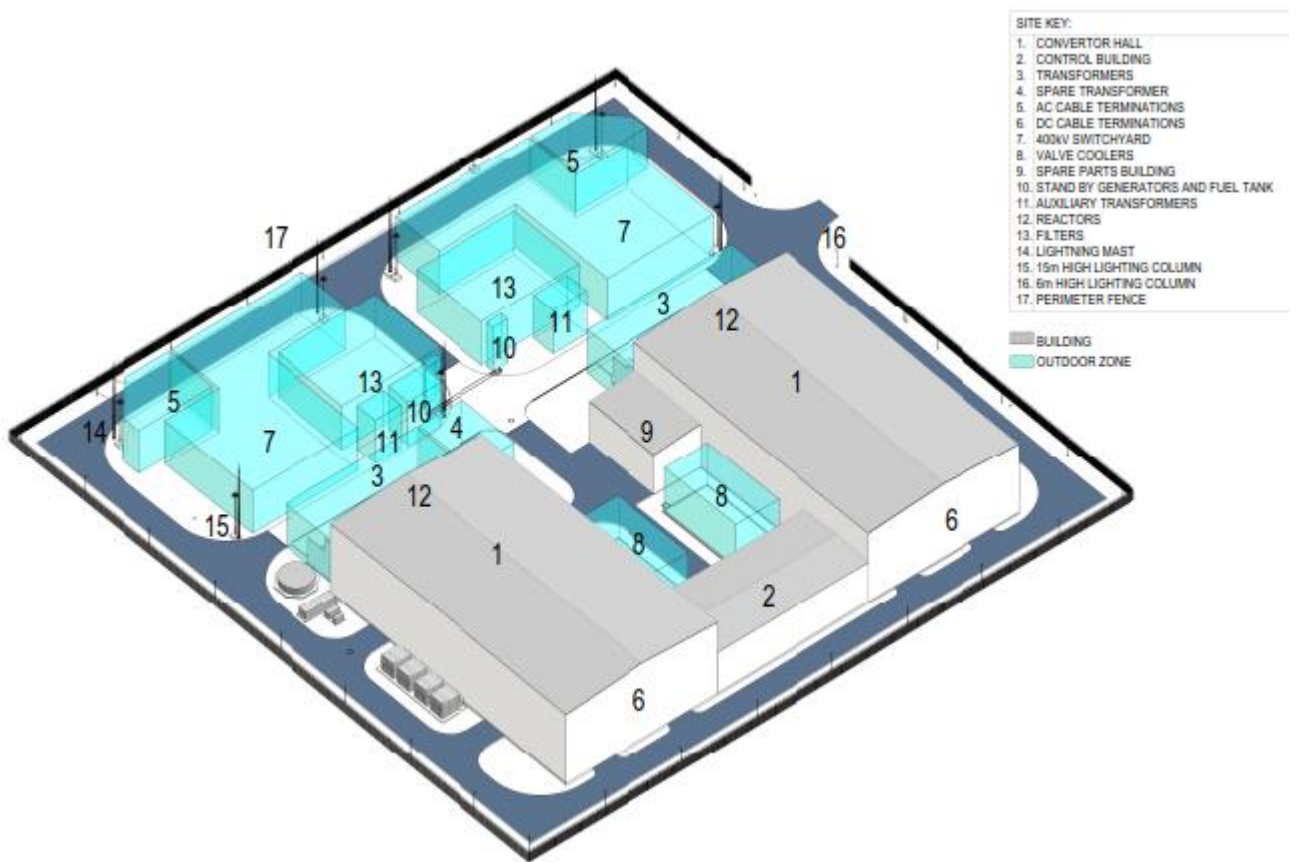 SITE KEY:
1. CONVERTOR HALL
2. CONTROL BUILDING
3. TRANSFORMERS
4. SPARE TRANSFORMER
5. AC CABLE TERMINATIONS
6. DC CABLE TERMINATIONS
7. 400kV SWITCHYARD
8. VALVE COOLERS
9. SPARE PARTS BUILDING
10. STAND BY GENERATORS AND FUEL TANK
11. AUXILIARY TRANSFORMERS
12. REACTORS
13. FILTERS
14. LIGHTNING MAST
15. 15m HIGH LIGHTING COLUMN
16. 6m HIGH LIGHTING COLUMN
17. PERIMETER FENCE
BUILDING
OUTDOOR ZONE
5
7
17
16
13
3
11
12
10
1
13
5
10
14
11
4
9
7
3
8
12
6
15
1
8
2
6